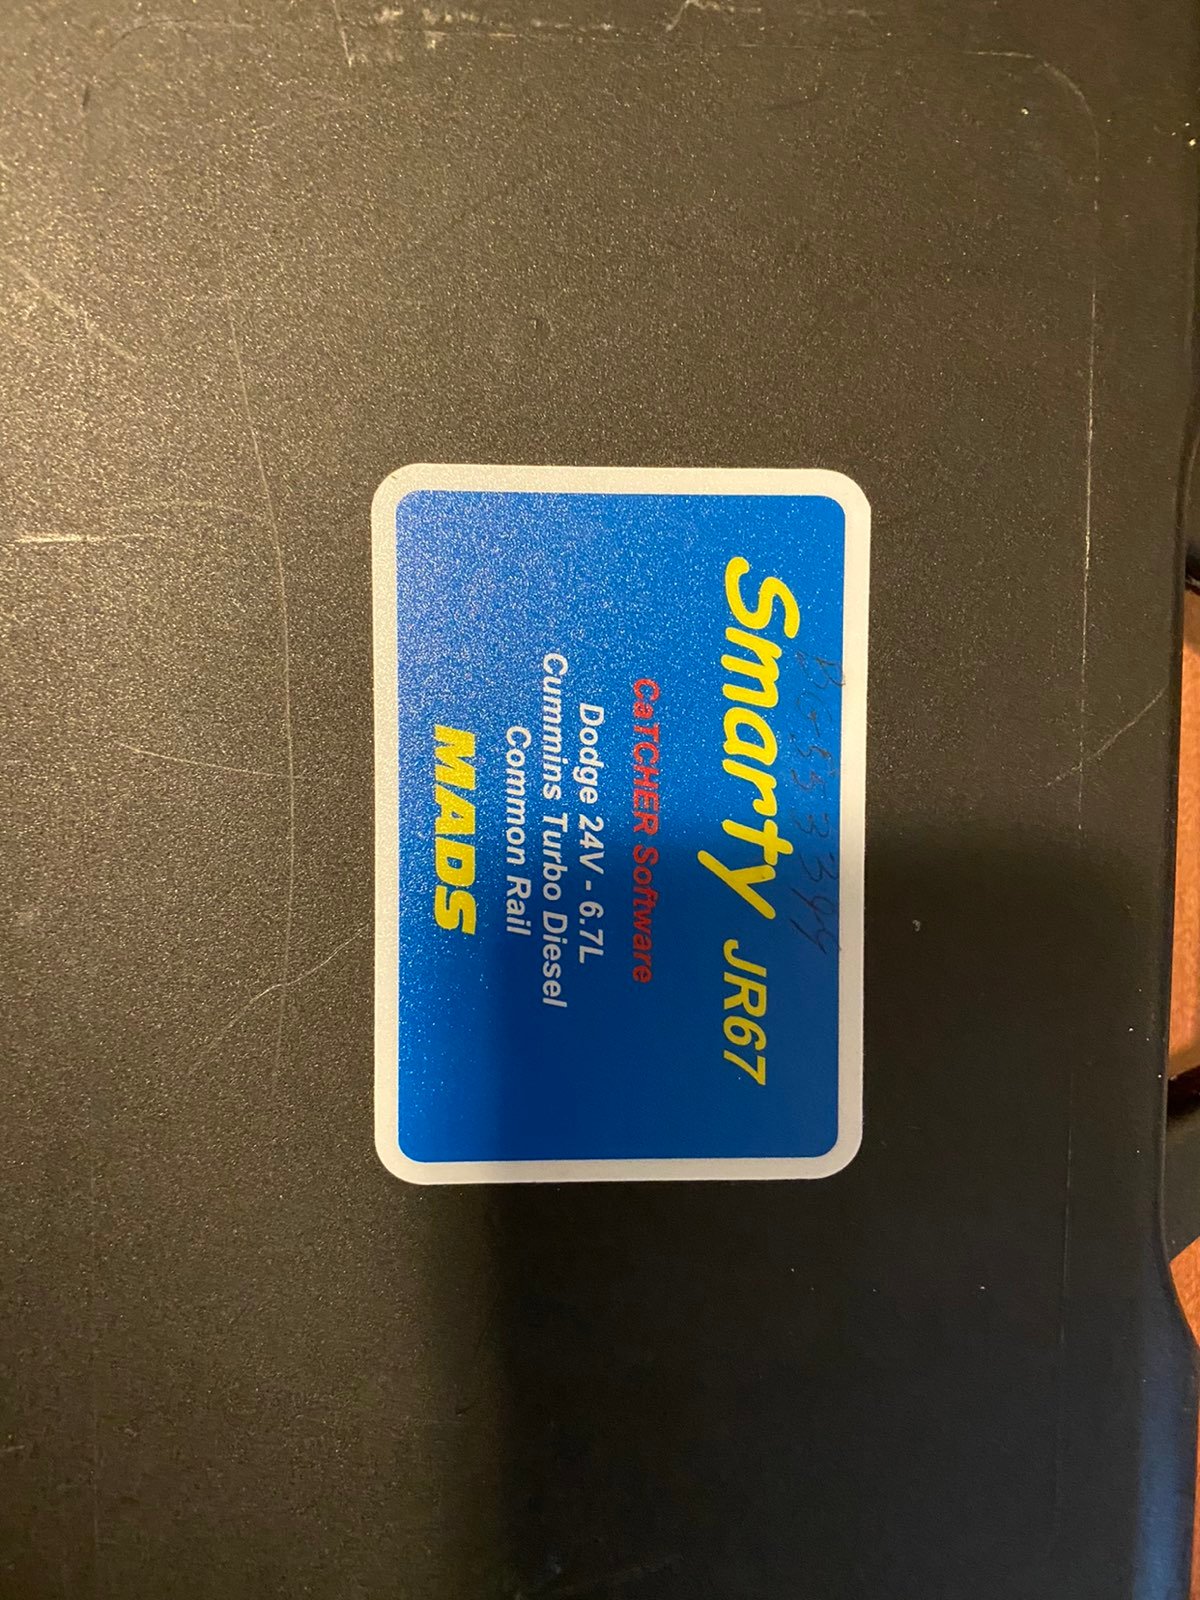 Smarty JR67
CaTCHER Software
Dodge 24V - 6.7L
Cummins Turbo Diesel
Common Rail
MADS